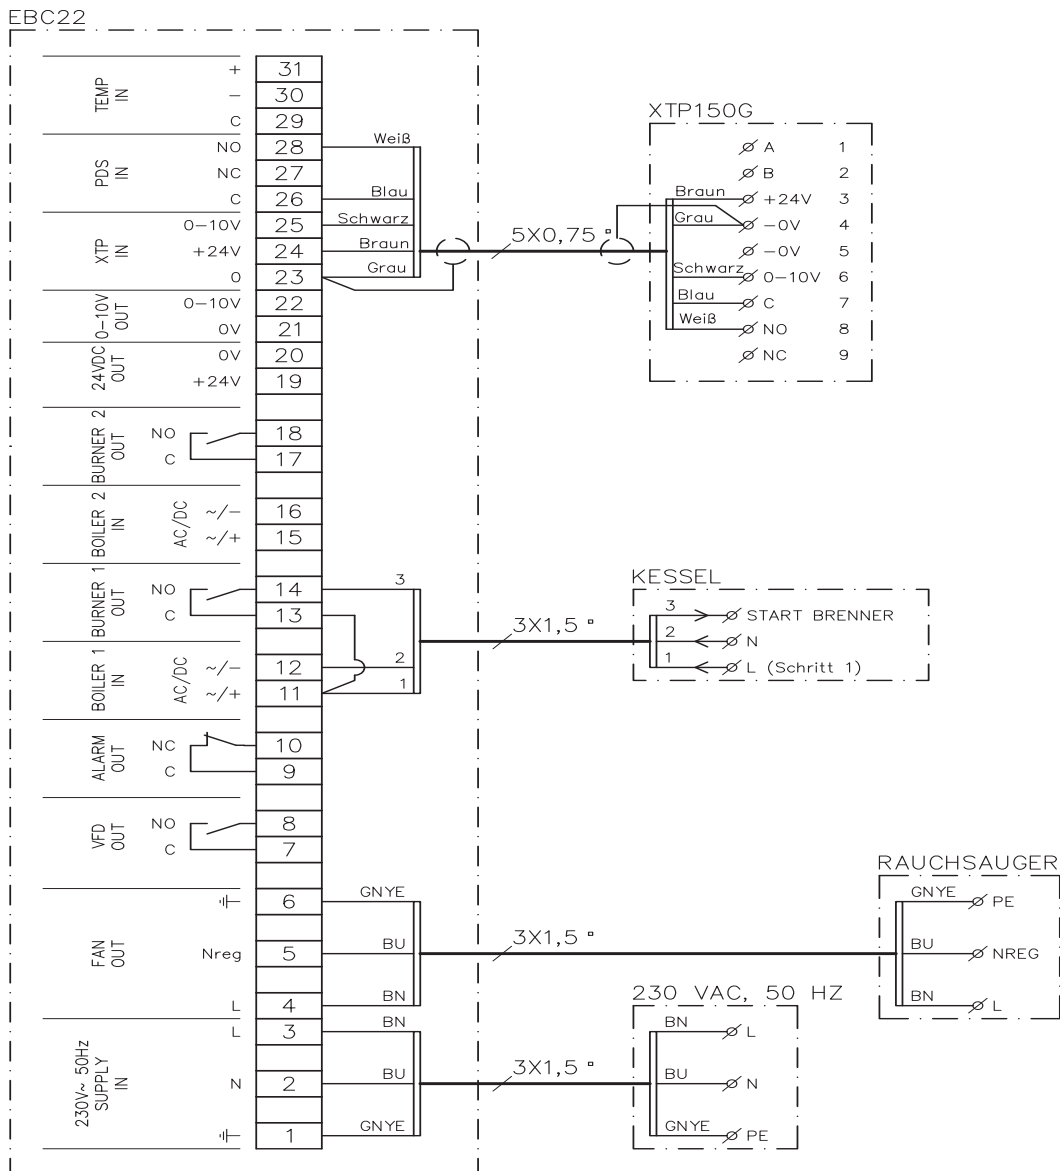 EBC22
TEMP IN
+ 31
− 30
C 29
PDS IN
NO 28 Weiß
NC 27
C 26 Blau
XTP IN
0−10V 25 Schwarz
+24V 24 Braun
0 23 Grau
0−10V OUT
0−10V 22
0V 21
24VDC OUT
0V 20
+24V 19
BURNER 2 OUT
NO 18
C 17
BOILER 2 IN
AC/DC
~/− 16
~/+ 15
BURNER 1 OUT
NO 14 3
C 13
BOILER 1 IN
AC/DC
~/− 12 2
~/+ 11 1
ALARM OUT
NC 10
C 9
VFD OUT
NO 8
C 7
FAN OUT
6 GNYE
Nreg 5 BU
L 4 BN
230V~ 50Hz SUPPLY IN
L 3 BN
N 2 BU
1 GNYE
5X0,75 ▫
XTP150G
A 1
B 2
Braun +24V 3
Grau −0V 4
−0V 5
Schwarz 0−10V 6
Blau C 7
Weiß NO 8
NC 9
3X1,5 ▫
KESSEL
3 START BRENNER
2 N
1 L (Schritt 1)
3X1,5 ▫
RAUCHSAUGER
GNYE PE
BU NREG
BN L
3X1,5 ▫
230 VAC, 50 HZ
BN L
BU N
GNYE PE